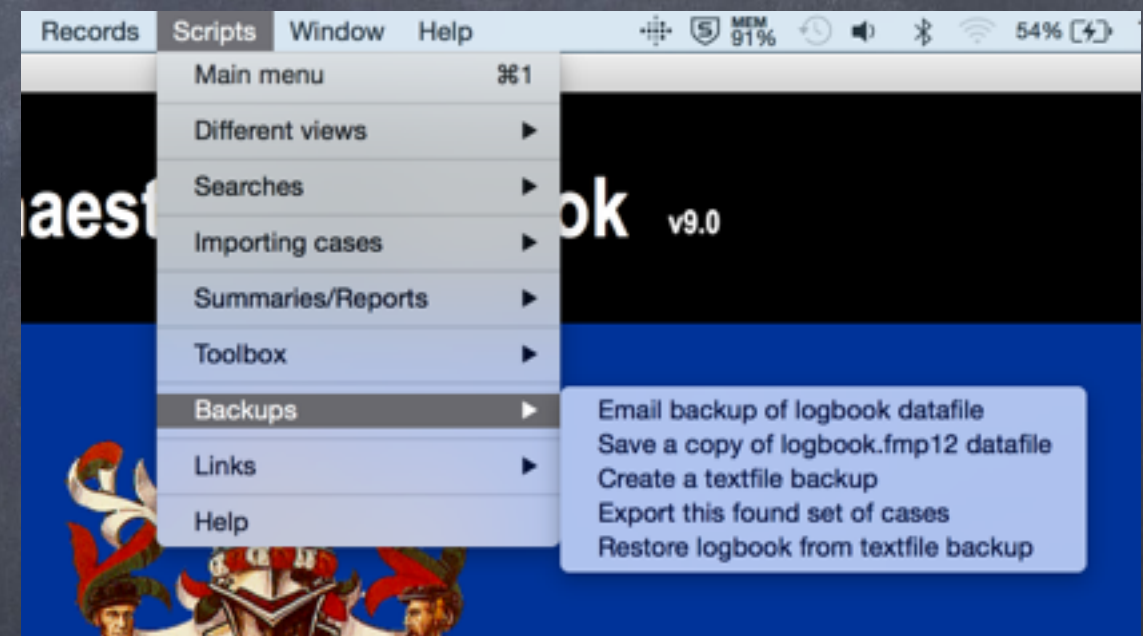 Records Scripts Window Help S MEM 91% 54%
Main menu ⌘1
Different views
aest ok v9.0
Searches
Importing cases
Summaries/Reports
Toolbox
Backups
Email backup of logbook datafile
Save a copy of logbook.fmp12 datafile
Create a textfile backup
Export this found set of cases
Restore logbook from textfile backup
Links
Help